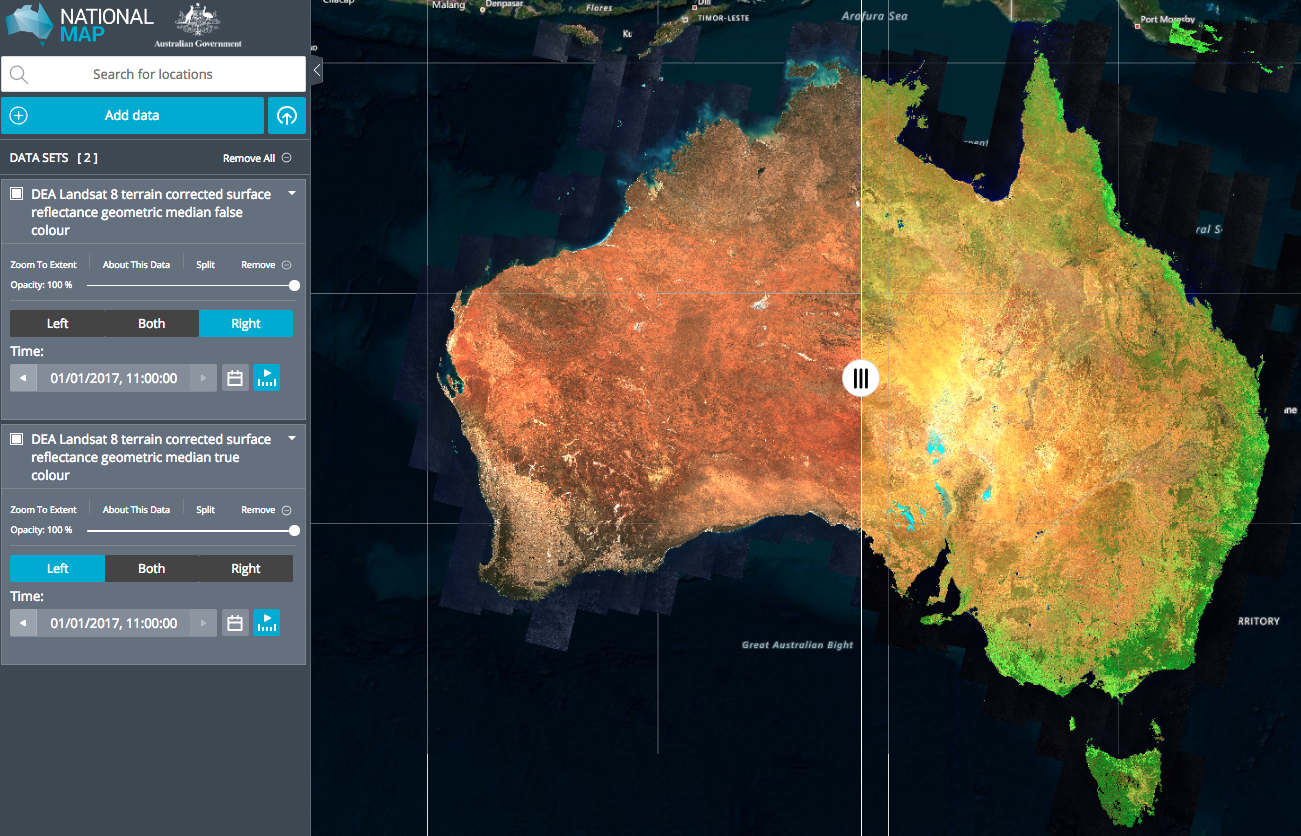 NATIONAL
MAP
Australian Government
Search for locations
Add data
DATA SETS [ 2 ]
Remove All
DEA Landsat 8 terrain corrected surface
reflectance geometric median false
colour
Zoom To Extent
About This Data
Split
Remove
Opacity: 100 %
Left
Both
Right
Time:
01/01/2017, 11:00:00
DEA Landsat 8 terrain corrected surface
reflectance geometric median true
colour
Zoom To Extent
About This Data
Split
Remove
Opacity: 100 %
Left
Both
Right
Time:
01/01/2017, 11:00:00
Malang
Denpasar
Flores
Dili
TIMOR-LESTE
Ku
Arafura Sea
Port Moresby
ral S
ne
RRITORY
Great Australian Bight